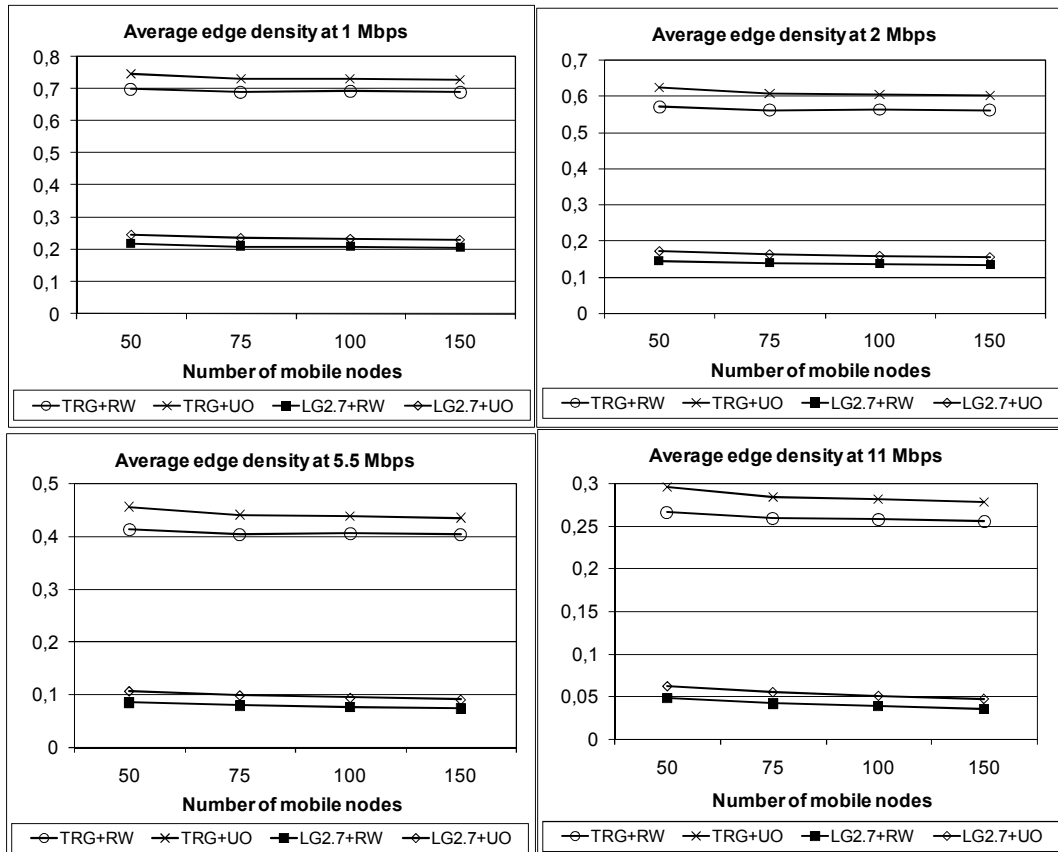 Average edge density at 1 Mbps
0,8
0,7
0,6
0,5
0,4
0,3
0,2
0,1
0
50 75 100 150
Number of mobile nodes
TRG+RW TRG+UO LG2.7+RW LG2.7+UO
Average edge density at 2 Mbps
0,7
0,6
0,5
0,4
0,3
0,2
0,1
0
50 75 100 150
Number of mobile nodes
TRG+RW TRG+UO LG2.7+RW LG2.7+UO
Average edge density at 5.5 Mbps
0,5
0,4
0,3
0,2
0,1
0
50 75 100 150
Number of mobile nodes
TRG+RW TRG+UO LG2.7+RW LG2.7+UO
Average edge density at 11 Mbps
0,3
0,25
0,2
0,15
0,1
0,05
0
50 75 100 150
Number of mobile nodes
TRG+RW TRG+UO LG2.7+RW LG2.7+UO